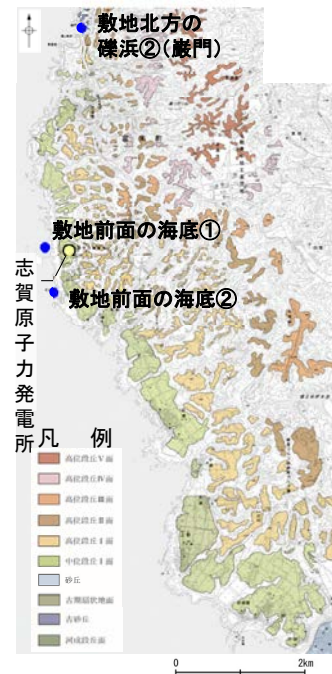 敷地北方の
礫浜②(巌門)
敷地前面の海底①
敷地前面の海底②
志賀原子力発電所
凡 例
高位段丘Ⅴ面
高位段丘Ⅳ面
高位段丘Ⅲ面
高位段丘Ⅱ面
高位段丘Ⅰ面
中位段丘Ⅰ面
砂丘
古期扇状地面
古砂丘
河成段丘面
0 2km